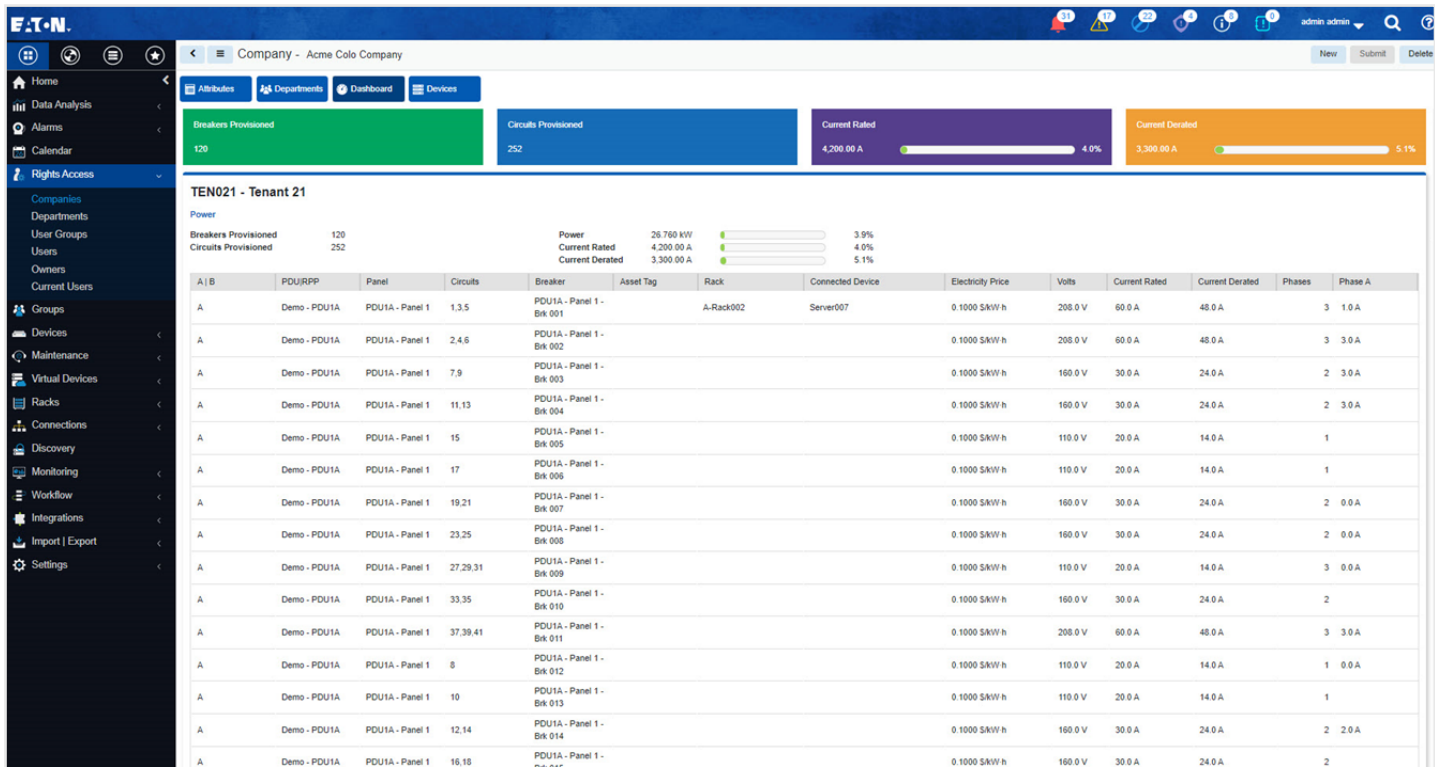 E·T·N.
31 17 22 4 8 0 admin admin
Company - Acme Colo Company New Submit Delete
Home
Data Analysis
Alarms
Calendar
Rights Access
Companies
Departments
User Groups
Users
Owners
Current Users
Groups
Devices
Maintenance
Virtual Devices
Racks
Connections
Discovery
Monitoring
Workflow
Integrations
Import | Export
Settings
Attributes Departments Dashboard Devices
Breakers Provisioned Circuits Provisioned Current Rated Current Derated
120 252 4,200.00 A 4.0% 3,300.00 A 5.1%
TEN021 - Tenant 21
Power
Breakers Provisioned 120 Power 26.760 kW 3.9%
Circuits Provisioned 252 Current Rated 4,200.00 A 4.0%
Current Derated 3,300.00 A 5.1%
A | B PDU|RPP Panel Circuits Breaker Asset Tag Rack Connected Device Electricity Price Volts Current Rated Current Derated Phases Phase A
A Demo - PDU1A PDU1A - Panel 1 1,3,5 PDU1A - Panel 1 - A-Rack002 Server007 0.1000 $/kW·h 208.0 V 60.0 A 48.0 A 3 1.0 A
Brk 001
A Demo - PDU1A PDU1A - Panel 1 2,4,6 PDU1A - Panel 1 - 0.1000 $/kW·h 208.0 V 60.0 A 48.0 A 3 3.0 A
Brk 002
A Demo - PDU1A PDU1A - Panel 1 7,9 PDU1A - Panel 1 - 0.1000 $/kW·h 160.0 V 30.0 A 24.0 A 2 3.0 A
Brk 003
A Demo - PDU1A PDU1A - Panel 1 11,13 PDU1A - Panel 1 - 0.1000 $/kW·h 160.0 V 30.0 A 24.0 A 2 3.0 A
Brk 004
A Demo - PDU1A PDU1A - Panel 1 15 PDU1A - Panel 1 - 0.1000 $/kW·h 110.0 V 20.0 A 14.0 A 1
Brk 005
A Demo - PDU1A PDU1A - Panel 1 17 PDU1A - Panel 1 - 0.1000 $/kW·h 110.0 V 20.0 A 14.0 A 1
Brk 006
A Demo - PDU1A PDU1A - Panel 1 19,21 PDU1A - Panel 1 - 0.1000 $/kW·h 160.0 V 30.0 A 24.0 A 2 0.0 A
Brk 007
A Demo - PDU1A PDU1A - Panel 1 23,25 PDU1A - Panel 1 - 0.1000 $/kW·h 160.0 V 30.0 A 24.0 A 2 0.0 A
Brk 008
A Demo - PDU1A PDU1A - Panel 1 27,29,31 PDU1A - Panel 1 - 0.1000 $/kW·h 110.0 V 20.0 A 14.0 A 3 0.0 A
Brk 009
A Demo - PDU1A PDU1A - Panel 1 33,35 PDU1A - Panel 1 - 0.1000 $/kW·h 160.0 V 30.0 A 24.0 A 2
Brk 010
A Demo - PDU1A PDU1A - Panel 1 37,39,41 PDU1A - Panel 1 - 0.1000 $/kW·h 208.0 V 60.0 A 48.0 A 3 3.0 A
Brk 011
A Demo - PDU1A PDU1A - Panel 1 8 PDU1A - Panel 1 - 0.1000 $/kW·h 110.0 V 20.0 A 14.0 A 1 0.0 A
Brk 012
A Demo - PDU1A PDU1A - Panel 1 10 PDU1A - Panel 1 - 0.1000 $/kW·h 110.0 V 20.0 A 14.0 A 1
Brk 013
A Demo - PDU1A PDU1A - Panel 1 12,14 PDU1A - Panel 1 - 0.1000 $/kW·h 160.0 V 30.0 A 24.0 A 2 2.0 A
Brk 014
A Demo - PDU1A PDU1A - Panel 1 16,18 PDU1A - Panel 1 - 0.1000 $/kW·h 160.0 V 30.0 A 24.0 A 2